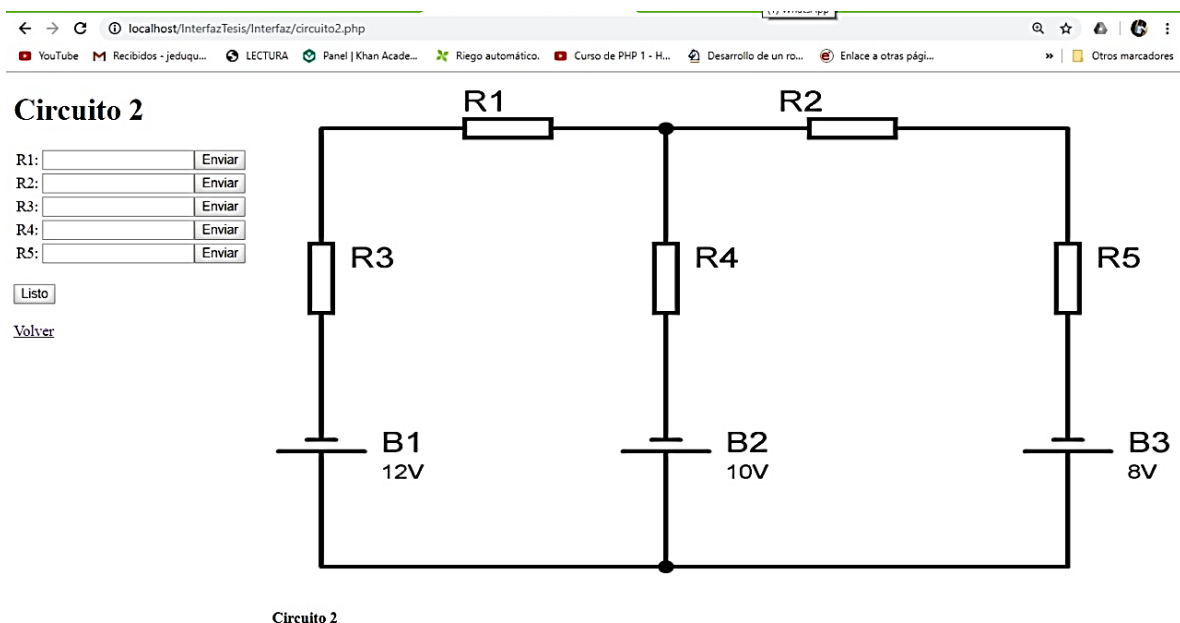 (1) WhatsApp
localhost/InterfazTesis/Interfaz/circuito2.php
YouTube Recibidos - jeduqu... LECTURA Panel | Khan Acade... Riego automático. Curso de PHP 1 - H... Desarrollo de un ro... Enlace a otras pági... » Otros marcadores
Circuito 2
R1: Enviar
R2: Enviar
R3: Enviar
R4: Enviar
R5: Enviar
Listo
Volver
R1 R2
R3 R4 R5
B1 B2 B3
12V 10V 8V
Circuito 2